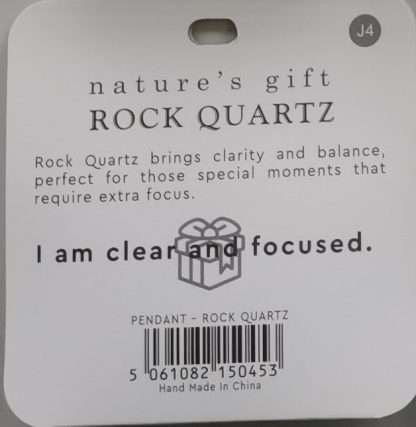 J4
nature's gift
ROCK QUARTZ
Rock Quartz brings clarity and balance,
perfect for those special moments that
require extra focus.
I am clear and focused.
PENDANT - ROCK QUARTZ
5 061082 150453
Hand Made In China